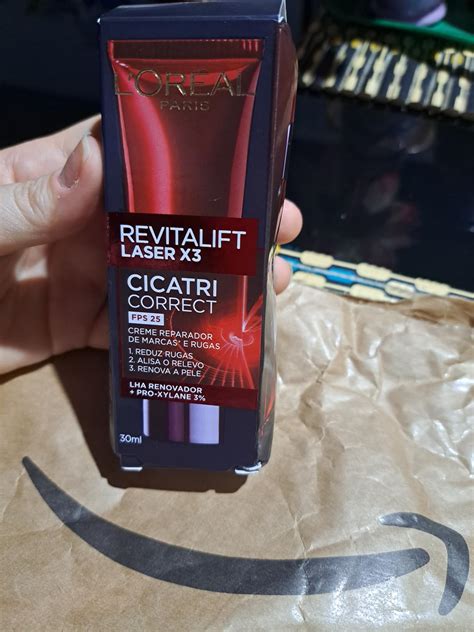 L'ORÉAL
PARIS
REVITALIFT
LASER X3
CICATRI
CORRECT
FPS 25
CREME REPARADOR
DE MARCAS* E RUGAS
1. REDUZ RUGAS
2. ALISA O RELEVO
3. RENOVA A PELE
LHA RENOVADOR
+ PRO-XYLANE 3%
30ml